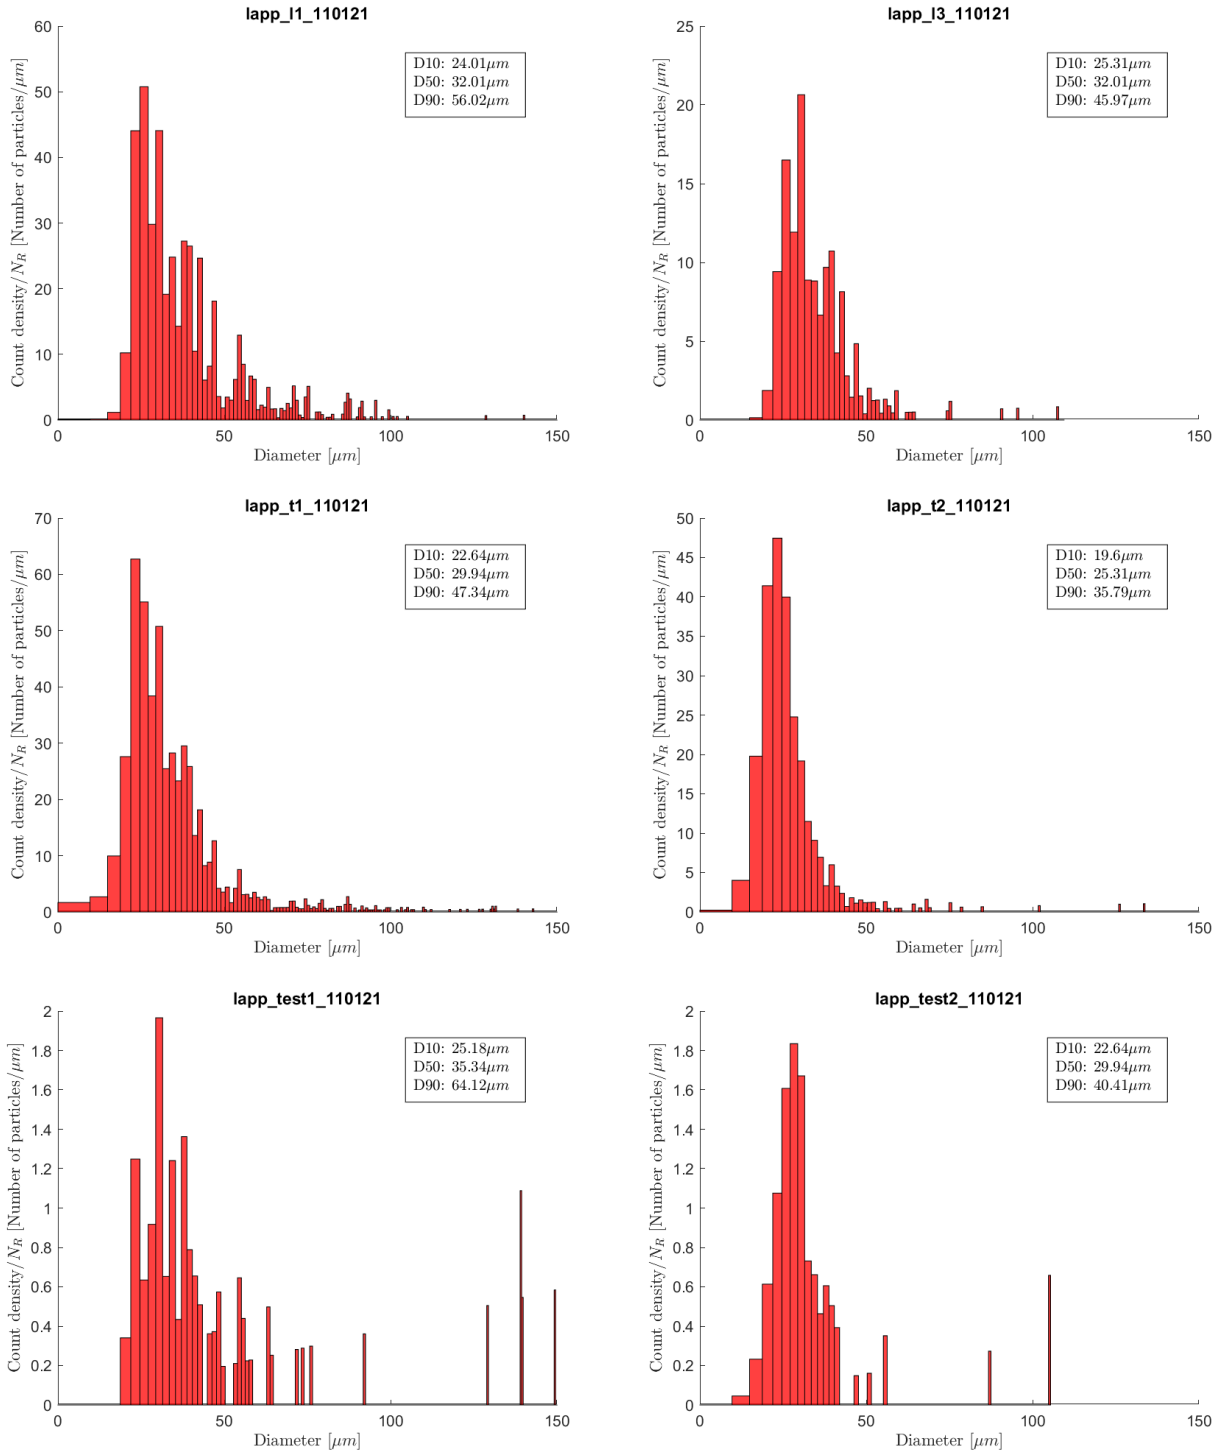 lapp_l1_110121
Count density/N_R [Number of particles/μm]
60
50
40
30
20
10
0
D10: 24.01μm
D50: 32.01μm
D90: 56.02μm
0 50 100 150
Diameter [μm]
lapp_l3_110121
Count density/N_R [Number of particles/μm]
25
20
15
10
5
0
D10: 25.31μm
D50: 32.01μm
D90: 45.97μm
0 50 100 150
Diameter [μm]
lapp_t1_110121
Count density/N_R [Number of particles/μm]
70
60
50
40
30
20
10
0
D10: 22.64μm
D50: 29.94μm
D90: 47.34μm
0 50 100 150
Diameter [μm]
lapp_t2_110121
Count density/N_R [Number of particles/μm]
50
45
40
35
30
25
20
15
10
5
0
D10: 19.6μm
D50: 25.31μm
D90: 35.79μm
0 50 100 150
Diameter [μm]
lapp_test1_110121
Count density/N_R [Number of particles/μm]
2
1.8
1.6
1.4
1.2
1
0.8
0.6
0.4
0.2
0
D10: 25.18μm
D50: 35.34μm
D90: 64.12μm
0 50 100 150
Diameter [μm]
lapp_test2_110121
Count density/N_R [Number of particles/μm]
2
1.8
1.6
1.4
1.2
1
0.8
0.6
0.4
0.2
0
D10: 22.64μm
D50: 29.94μm
D90: 40.41μm
0 50 100 150
Diameter [μm]